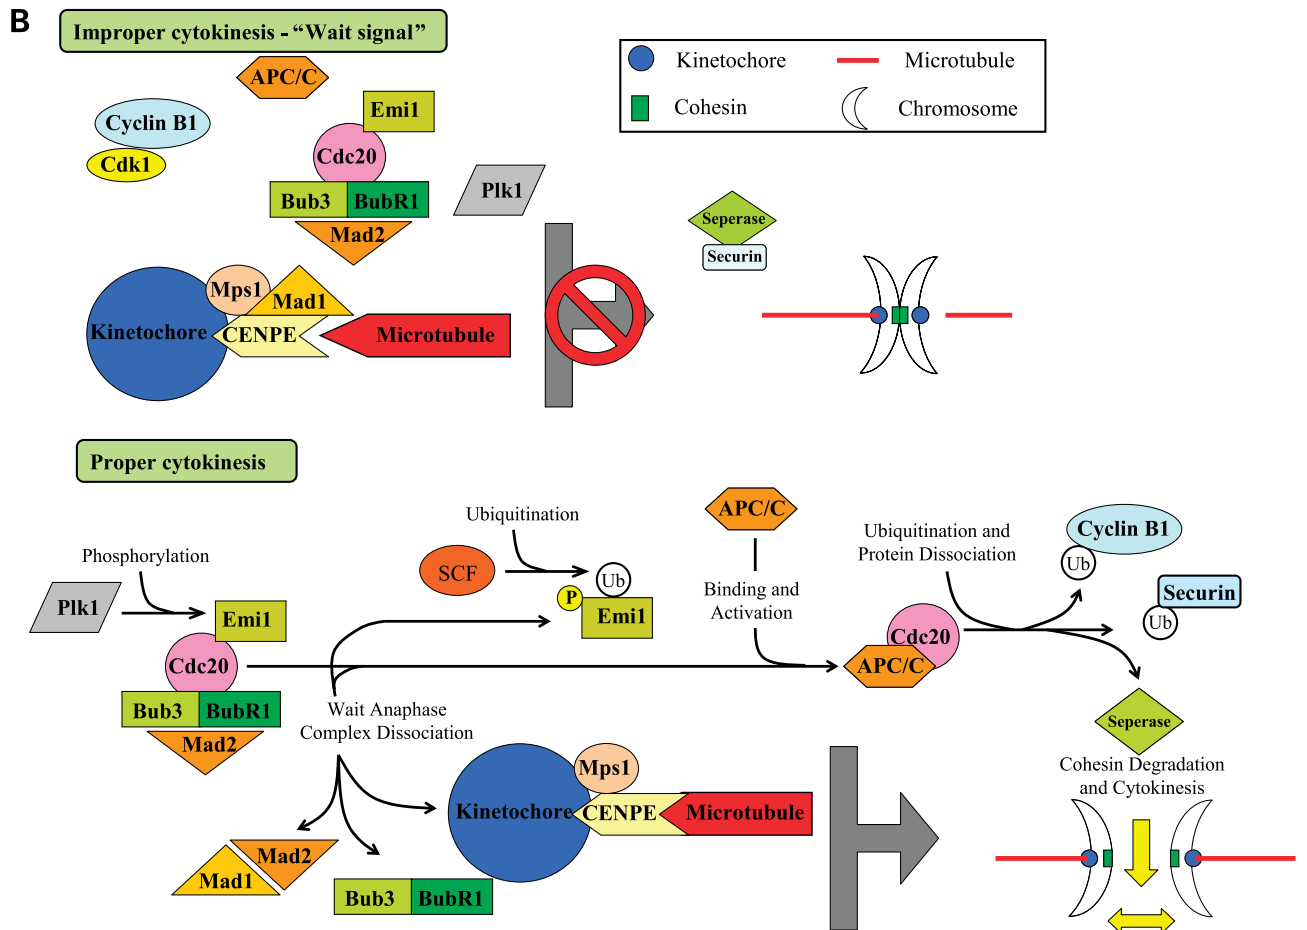 B
Improper cytokinesis - “Wait signal”
APC/C
Emi1
Cyclin B1
Cdk1
Cdc20
Plk1
Bub3
BubR1
Mad2
Mps1
Mad1
Kinetochore
CENPE
Microtubule
Kinetochore
Microtubule
Cohesin
Chromosome
Seperase
Securin
Proper cytokinesis
Phosphorylation
Plk1
Emi1
Cdc20
Bub3
BubR1
Mad2
Ubiquitination
SCF
Ub
P
Emi1
Wait Anaphase
Complex Dissociation
Mad2
Mad1
Bub3
BubR1
Kinetochore
Mps1
CENPE
Microtubule
APC/C
Binding and
Activation
Cdc20
APC/C
Ubiquitination and
Protein Dissociation
Cyclin B1
Ub
Securin
Ub
Seperase
Cohesin Degradation
and Cytokinesis